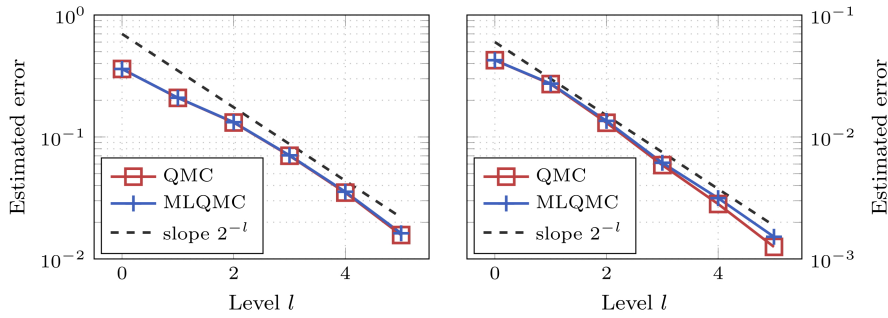 10^0
10^{-1}
10^{-2}
Estimated error
QMC
MLQMC
slope 2^{-l}
0
2
4
Level l
QMC
MLQMC
slope 2^{-l}
0
2
4
Level l
10^{-1}
10^{-2}
10^{-3}
Estimated error